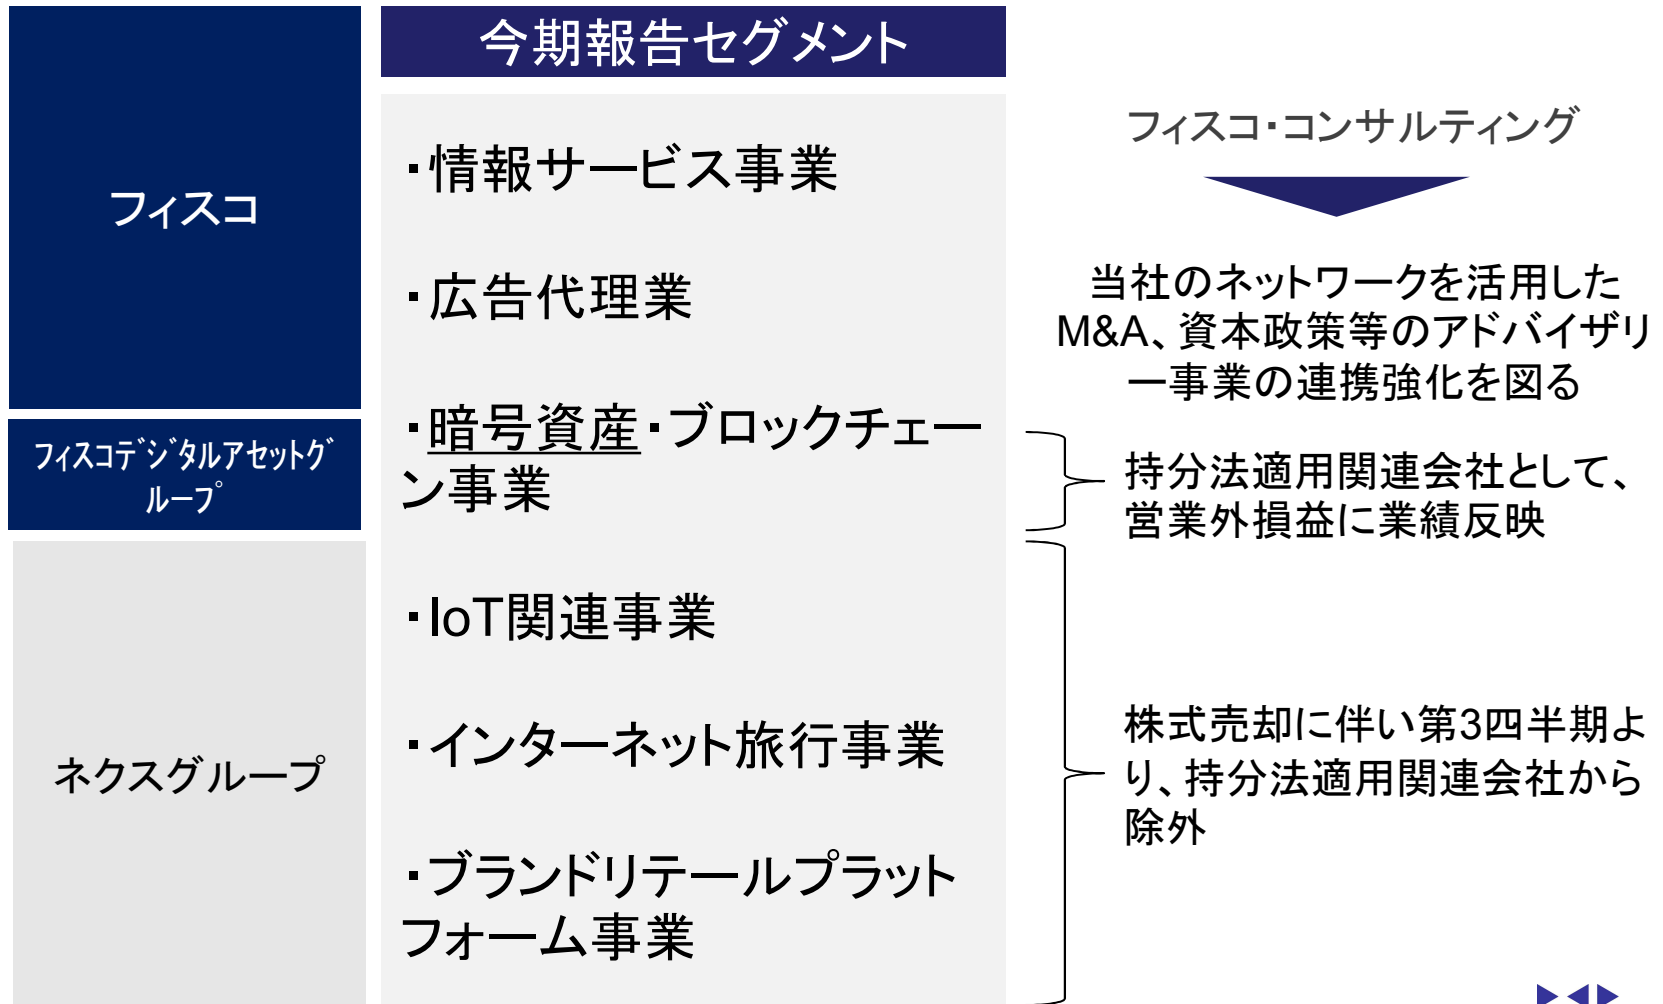 今期報告セグメント
フィスコ
・情報サービス事業
・広告代理業
フィスコデジタルアセットグ
ループ
・暗号資産・ブロックチェー
ン事業
ネクスグループ
・IoT関連事業
・インターネット旅行事業
・ブランドリテールプラット
フォーム事業
フィスコ・コンサルティング
当社のネットワークを活用した
M&A、資本政策等のアドバイザリ
ー事業の連携強化を図る
持分法適用関連会社として、
営業外損益に業績反映
株式売却に伴い第3四半期よ
り、持分法適用関連会社から
除外